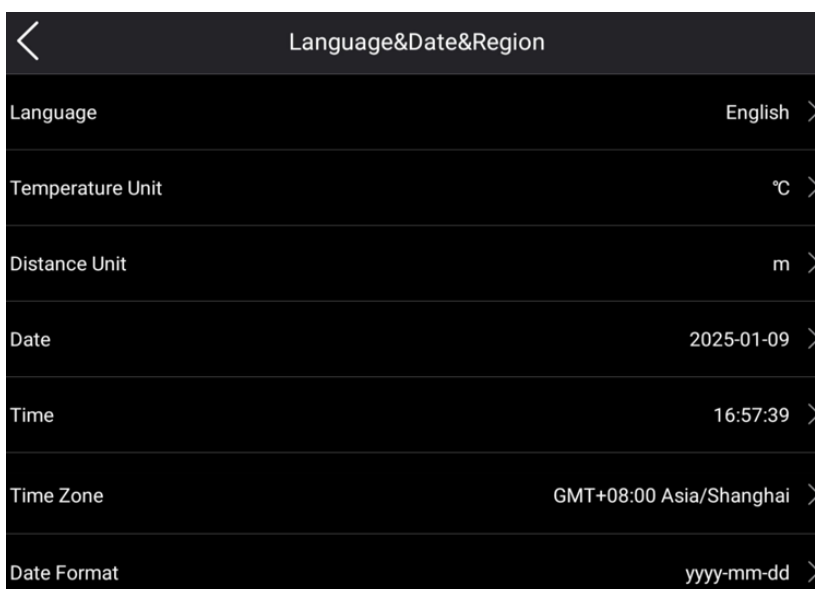 Language&Date&Region
Language English
Temperature Unit ℃
Distance Unit m
Date 2025-01-09
Time 16:57:39
Time Zone GMT+08:00 Asia/Shanghai
Date Format yyyy-mm-dd